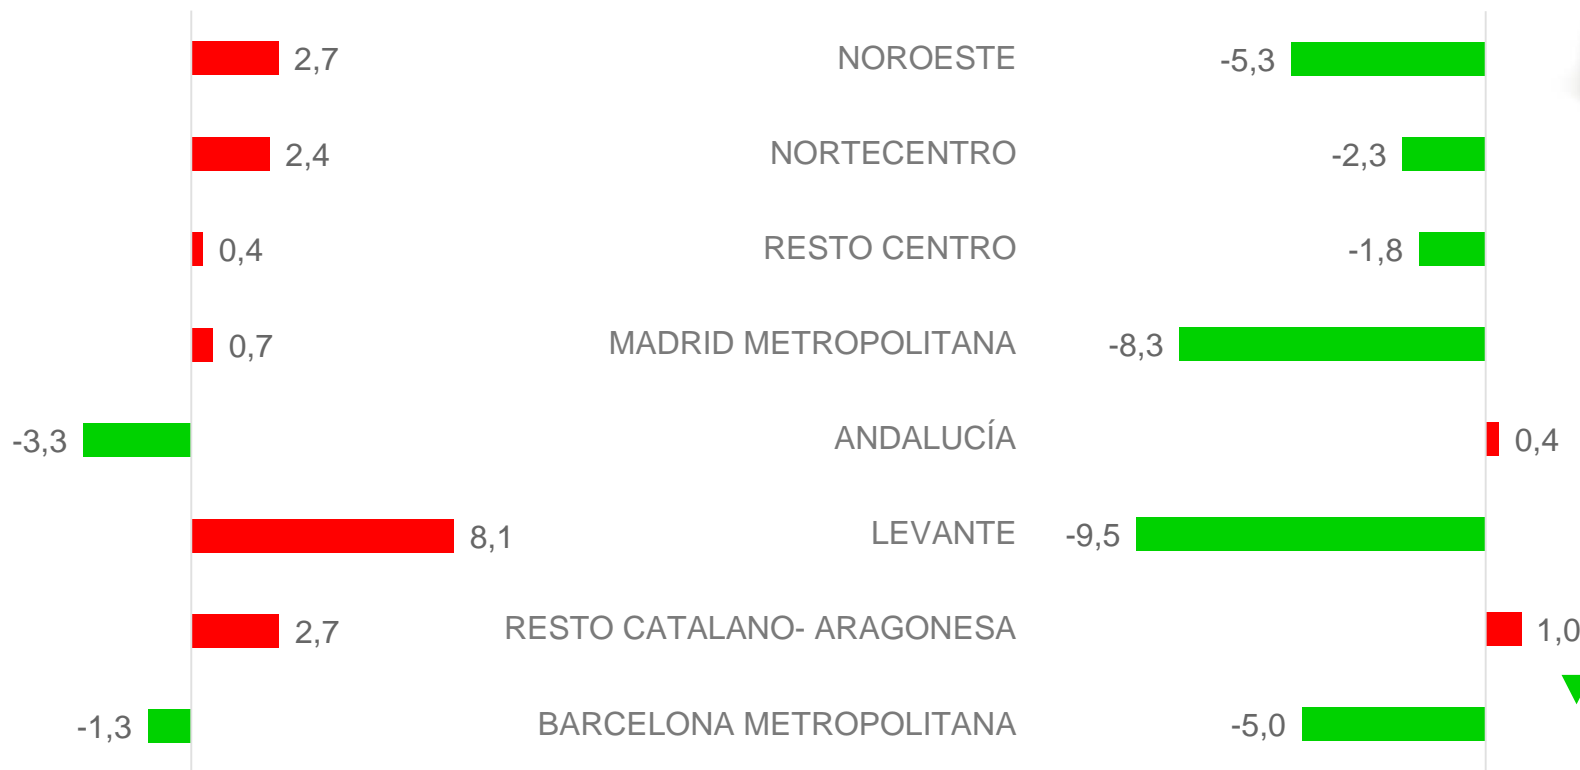 2,7 NOROESTE -5,3
2,4 NORTECENTRO -2,3
0,4 RESTO CENTRO -1,8
0,7 MADRID METROPOLITANA -8,3
-3,3 ANDALUCÍA 0,4
8,1 LEVANTE -9,5
2,7 RESTO CATALANO- ARAGONESA 1,0
-1,3 BARCELONA METROPOLITANA -5,0